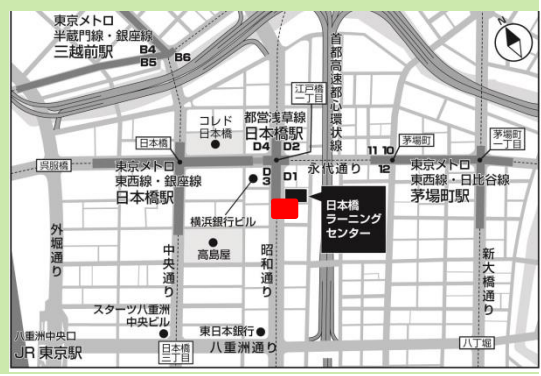 東京メトロ
半蔵門線・銀座線
三越前駅
B4
B5
B6
N
首都高速都心環状線
江戸橋
一丁目
コレド
日本橋
都営浅草線
日本橋駅
D4
D2
日本橋
呉服橋
東京メトロ
東西線・銀座線
日本橋駅
D
3
D1
永代通り
11
10
12
茅場町
茅場町
一丁目
東京メトロ
東西線・日比谷線
茅場町駅
日本橋
ラーニング
センター
横浜銀行ビル
高島屋
外堀通り
中央通り
昭和通り
新大橋通り
スターツ八重洲
中央ビル
東日本銀行
八重洲中央口
JR 東京駅
日本橋
三丁目
八重洲通り
八丁堀